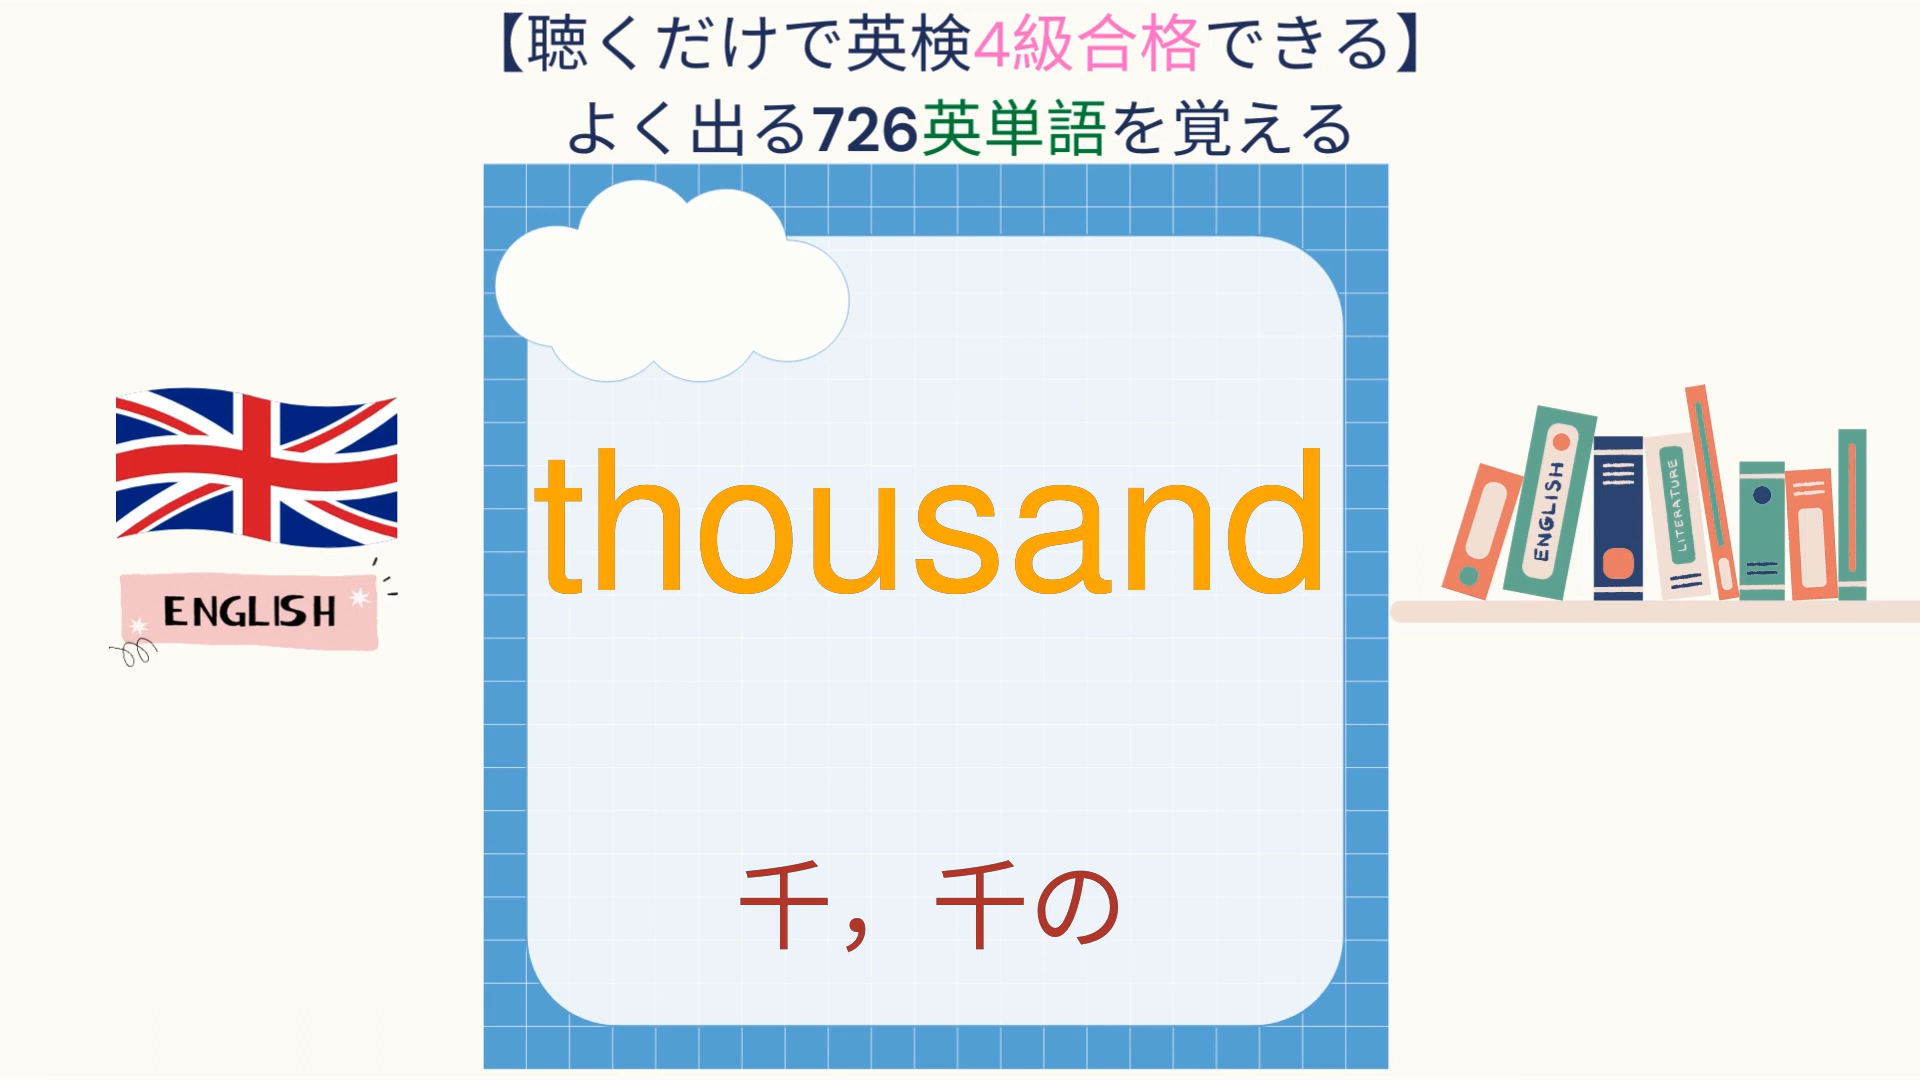 【聴くだけで英検4級合格できる】
よく出る726英単語を覚える
thousand
千，千の
ENGLISH
ENGLISH
LITERATURE